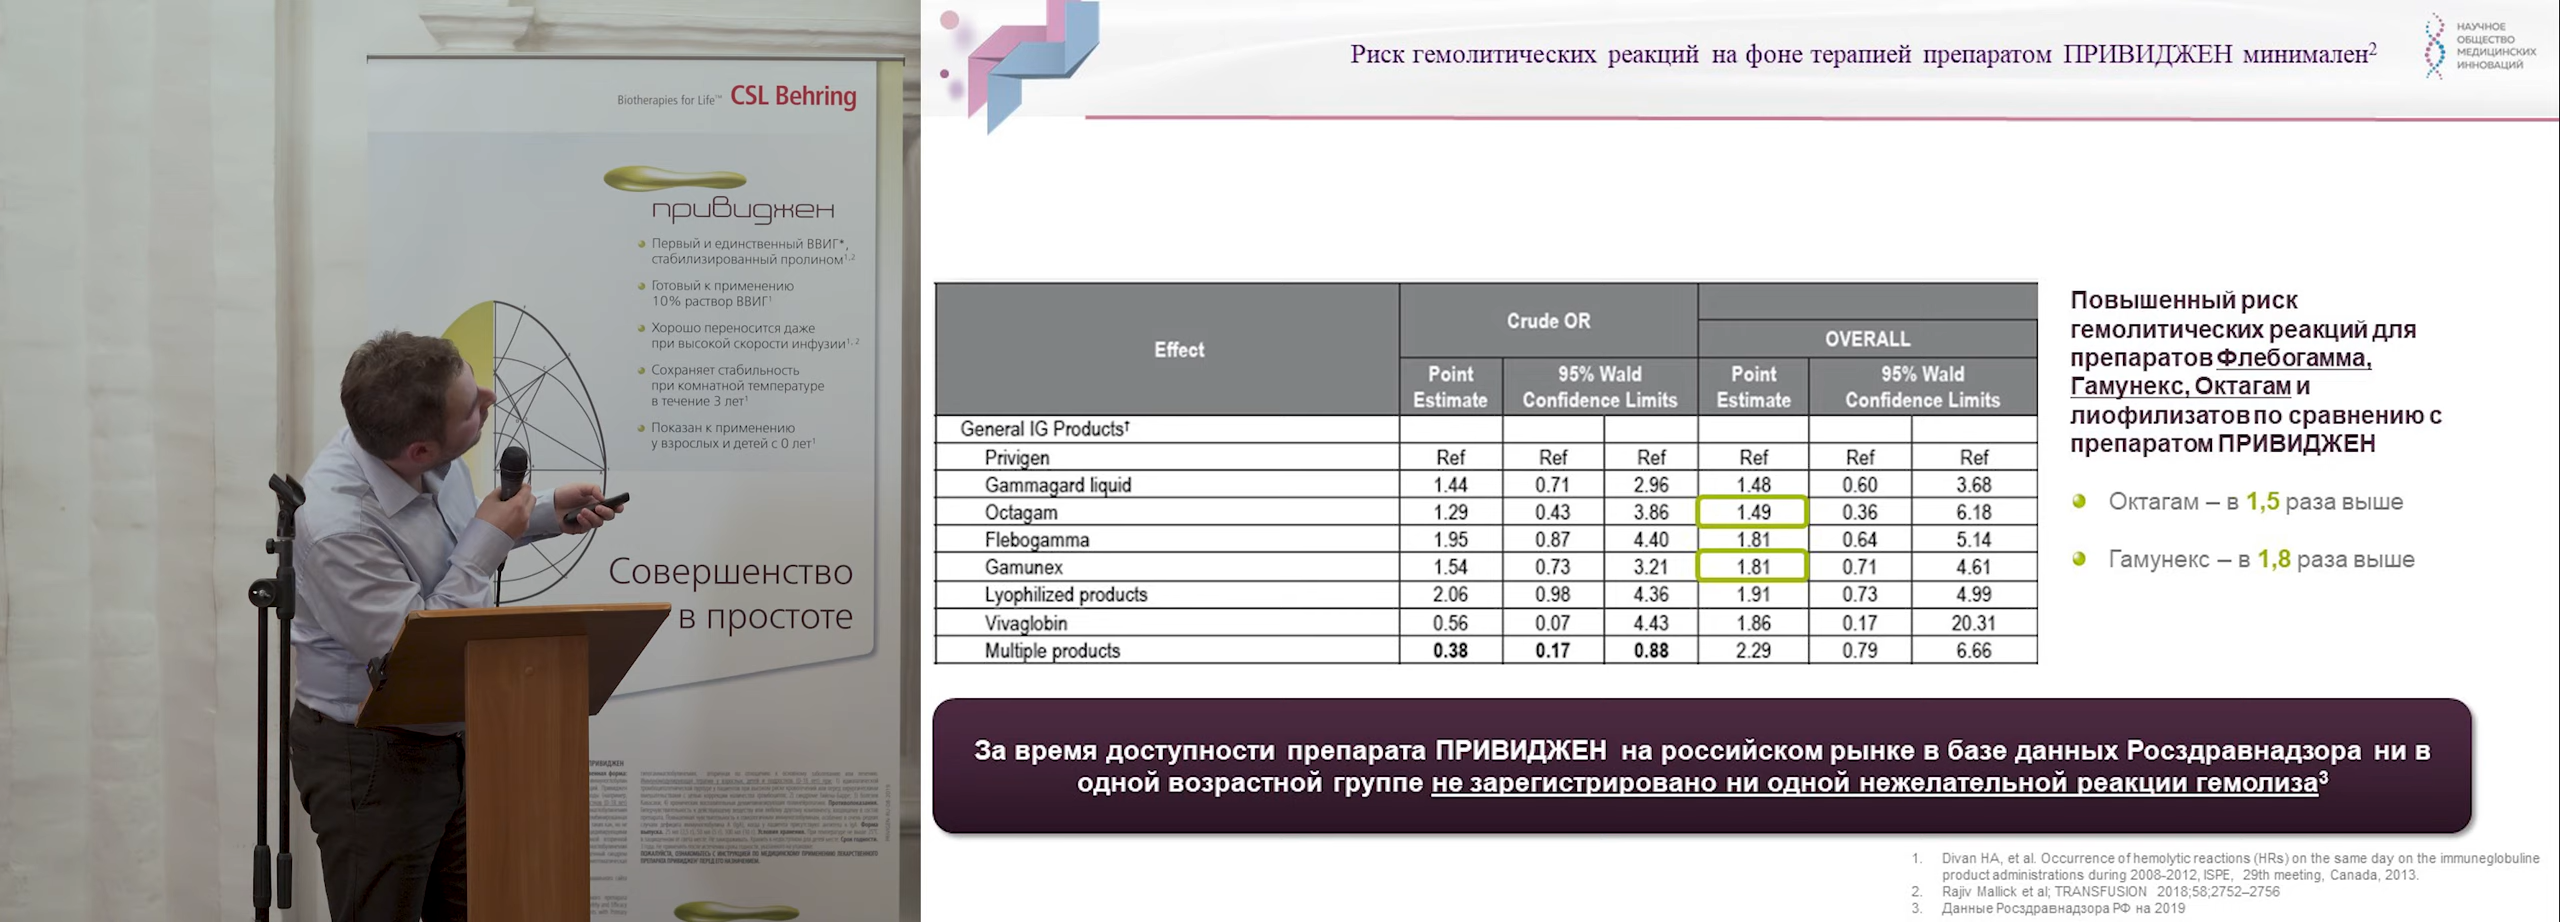 Biotherapies for Life™ CSL Behring
привиджен
Первый и единственный ВВИГ*,
стабилизированный пролином1,2
Готовый к применению
10% раствор ВВИГ1
Хорошо переносится даже
при высокой скорости инфузии1, 2
Сохраняет стабильность
при комнатной температуре
в течение 3 лет1
Показан к применению
у взрослых и детей с 0 лет1
Совершенство
в простоте
Риск гемолитических реакций на фоне терапией препаратом ПРИВИДЖЕН минимален2
НАУЧНОЕ
ОБЩЕСТВО
МЕДИЦИНСКИХ
ИННОВАЦИЙ
Effect
Crude OR
OVERALL
Point Estimate 95% Wald Confidence Limits Point Estimate 95% Wald Confidence Limits
General IG Products†
Privigen Ref Ref Ref Ref Ref Ref
Gammagard liquid 1.44 0.71 2.96 1.48 0.60 3.68
Octagam 1.29 0.43 3.86 1.49 0.36 6.18
Flebogamma 1.95 0.87 4.40 1.81 0.64 5.14
Gamunex 1.54 0.73 3.21 1.81 0.71 4.61
Lyophilized products 2.06 0.98 4.36 1.91 0.73 4.99
Vivaglobin 0.56 0.07 4.43 1.86 0.17 20.31
Multiple products 0.38 0.17 0.88 2.29 0.79 6.66
Повышенный риск
гемолитических реакций для
препаратов Флебогамма,
Гамунекс, Октагам и
лиофилизатов по сравнению с
препаратом ПРИВИДЖЕН
Октагам – в 1,5 раза выше
Гамунекс – в 1,8 раза выше
За время доступности препарата ПРИВИДЖЕН на российском рынке в базе данных Росздравнадзора ни в
одной возрастной группе не зарегистрировано ни одной нежелательной реакции гемолиза3
1. Divan HA, et al. Occurrence of hemolytic reactions (HRs) on the same day on the immuneglobuline
product administrations during 2008-2012, ISPE, 29th meeting, Canada, 2013.
2. Rajiv Mallick et al; TRANSFUSION 2018;58;2752–2756
3. Данные Росздравнадзора РФ на 2019